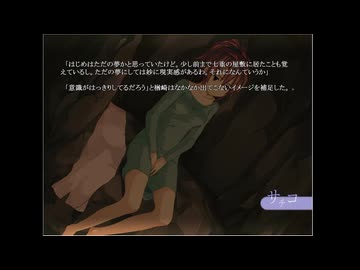 「はじめはただの夢かと思っていたけど。少し前まで七重の屋敷に居たことも覚
えているし。ただの夢にしては妙に現実感があるわ。それになんていうか」
「意識がはっきりしてるだろう」と楢崎はなかなか出てこないイメージを補足した。.
サチコ